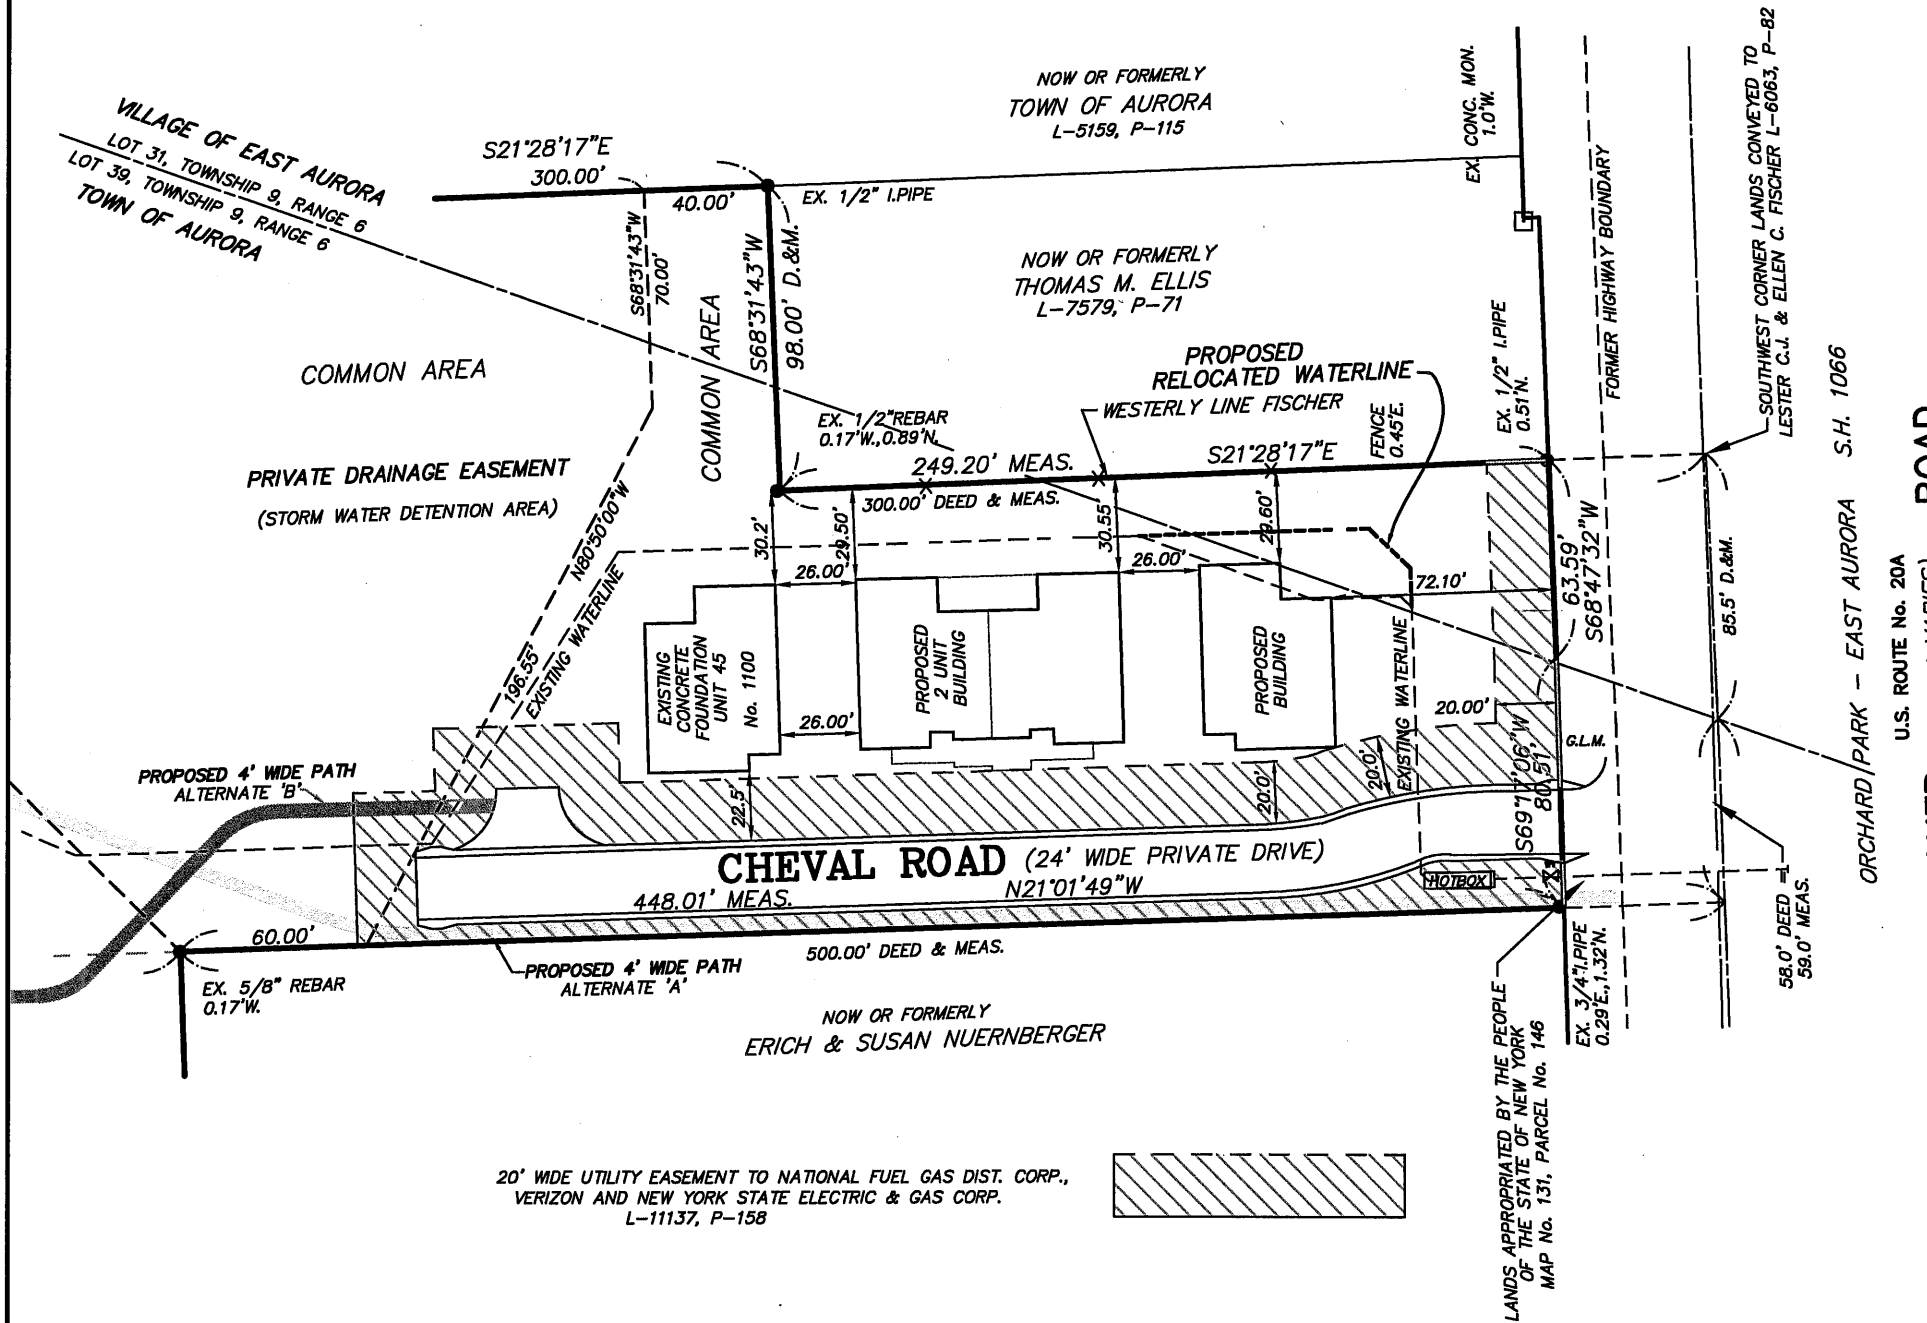 VILLAGE OF EAST AURORA
LOT 31, TOWNSHIP 9, RANGE 6
LOT 39, TOWNSHIP 9, RANGE 6
TOWN OF AURORA
S21°28'17"E
300.00'
40.00'
EX. 1/2" I.PIPE
NOW OR FORMERLY
TOWN OF AURORA
L-5159, P-115
EX. CONC. MON.
1.0'W.
SOUTHWEST CORNER LANDS CONVEYED TO
LESTER C.J. & ELLEN C. FISCHER L-6063, P-82
S68°31'43"W
70.00'
COMMON AREA
COMMON AREA
S68°31'43"W
98.00' D.&M.
NOW OR FORMERLY
THOMAS M. ELLIS
L-7579, P-71
PROPOSED
RELOCATED WATERLINE
WESTERLY LINE FISCHER
FENCE
0.45'E.
EX. 1/2" I.PIPE
0.51'N.
FORMER HIGHWAY BOUNDARY
PRIVATE DRAINAGE EASEMENT
(STORM WATER DETENTION AREA)
EX. 1/2"REBAR
0.17'W.,0.89'N.
249.20' MEAS.
S21°28'17"E
300.00' DEED & MEAS.
N80°50'00"W
196.55'
EXISTING WATERLINE
30.2'
29.50'
30.55'
29.60'
26.00'
26.00'
26.00'
72.10'
63.59'
S68°47'32"W
85.5' D.&M.
ORCHARD PARK - EAST AURORA S.H. 1066
U.S. ROUTE No. 20A
ROAD
EXISTING
CONCRETE
FOUNDATION
UNIT 45
No. 1100
PROPOSED
2 UNIT
BUILDING
PROPOSED
BUILDING
EXISTING WATERLINE
20.00'
G.L.M.
S69°17'06"W
80.51'
PROPOSED 4' WIDE PATH
ALTERNATE 'B'
22.5'
20.0'
20.0'
CHEVAL ROAD (24' WIDE PRIVATE DRIVE)
448.01' MEAS.
N21°01'49"W
HOTBOX
60.00'
500.00' DEED & MEAS.
EX. 5/8" REBAR
0.17'W.
PROPOSED 4' WIDE PATH
ALTERNATE 'A'
NOW OR FORMERLY
ERICH & SUSAN NUERNBERGER
58.0' DEED
59.0' MEAS.
EX. 3/4"I.PIPE
0.29'E.,1.32'N.
LANDS APPROPRIATED BY THE PEOPLE
OF THE STATE OF NEW YORK
MAP No. 131, PARCEL No. 146
20' WIDE UTILITY EASEMENT TO NATIONAL FUEL GAS DIST. CORP.,
VERIZON AND NEW YORK STATE ELECTRIC & GAS CORP.
L-11137, P-158